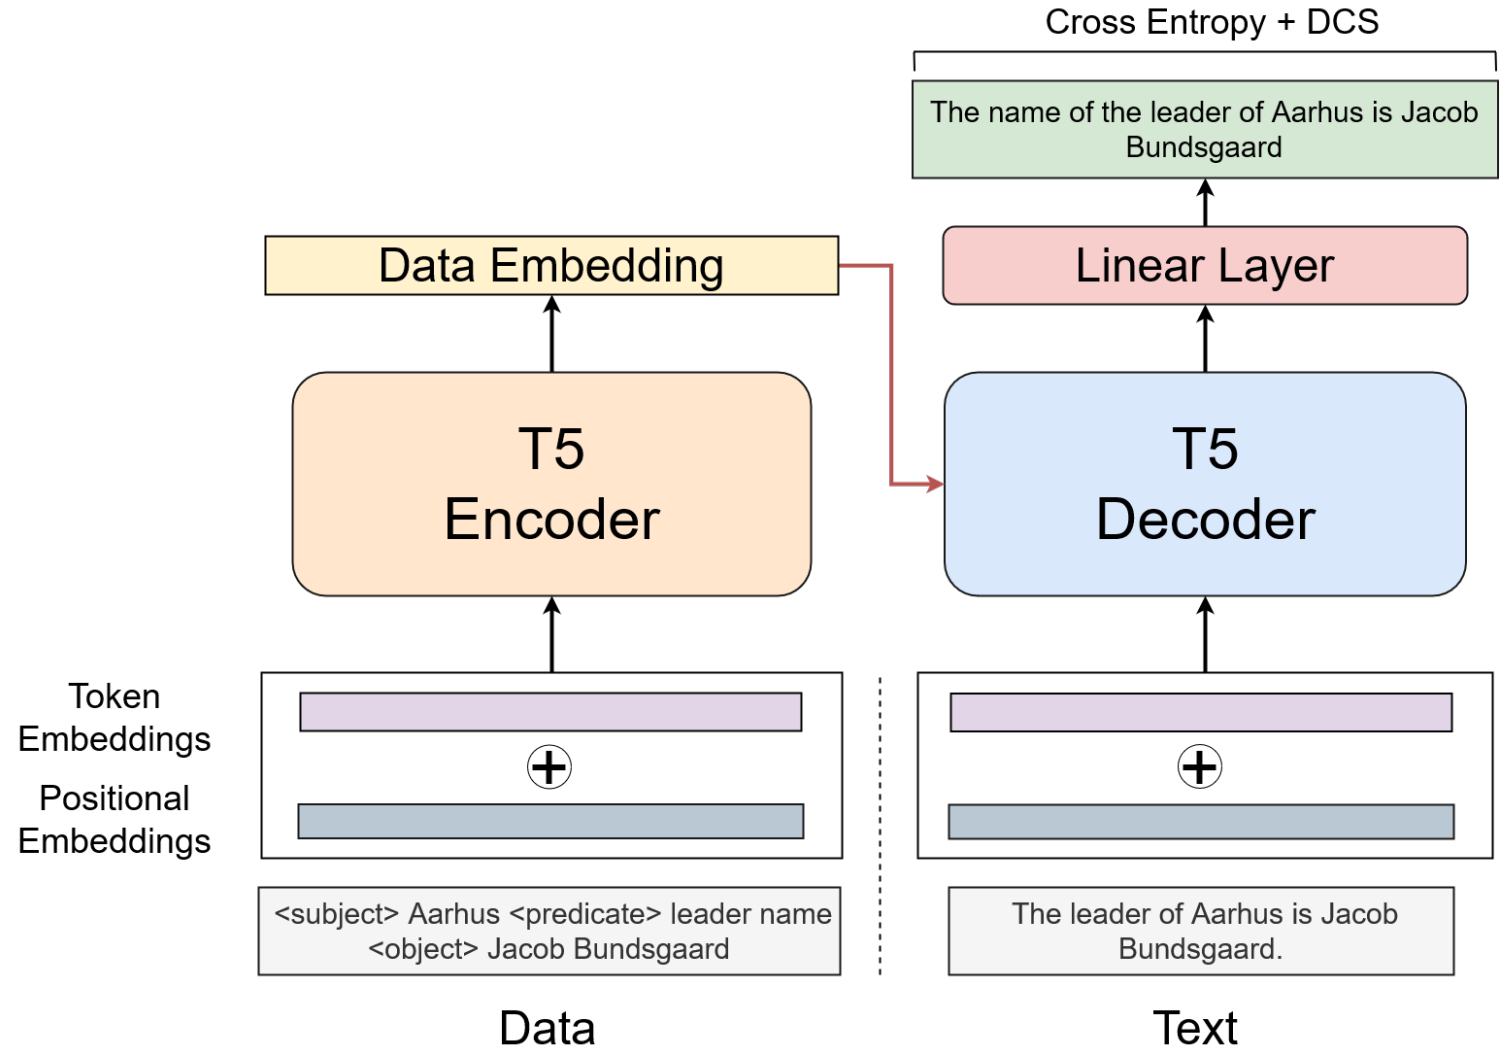 Cross Entropy + DCS
The name of the leader of Aarhus is Jacob
Bundsgaard
Data Embedding
Linear Layer
T5
Encoder
T5
Decoder
Token
Embeddings
Positional
Embeddings
<subject> Aarhus <predicate> leader name
<object> Jacob Bundsgaard
The leader of Aarhus is Jacob
Bundsgaard.
Data
Text